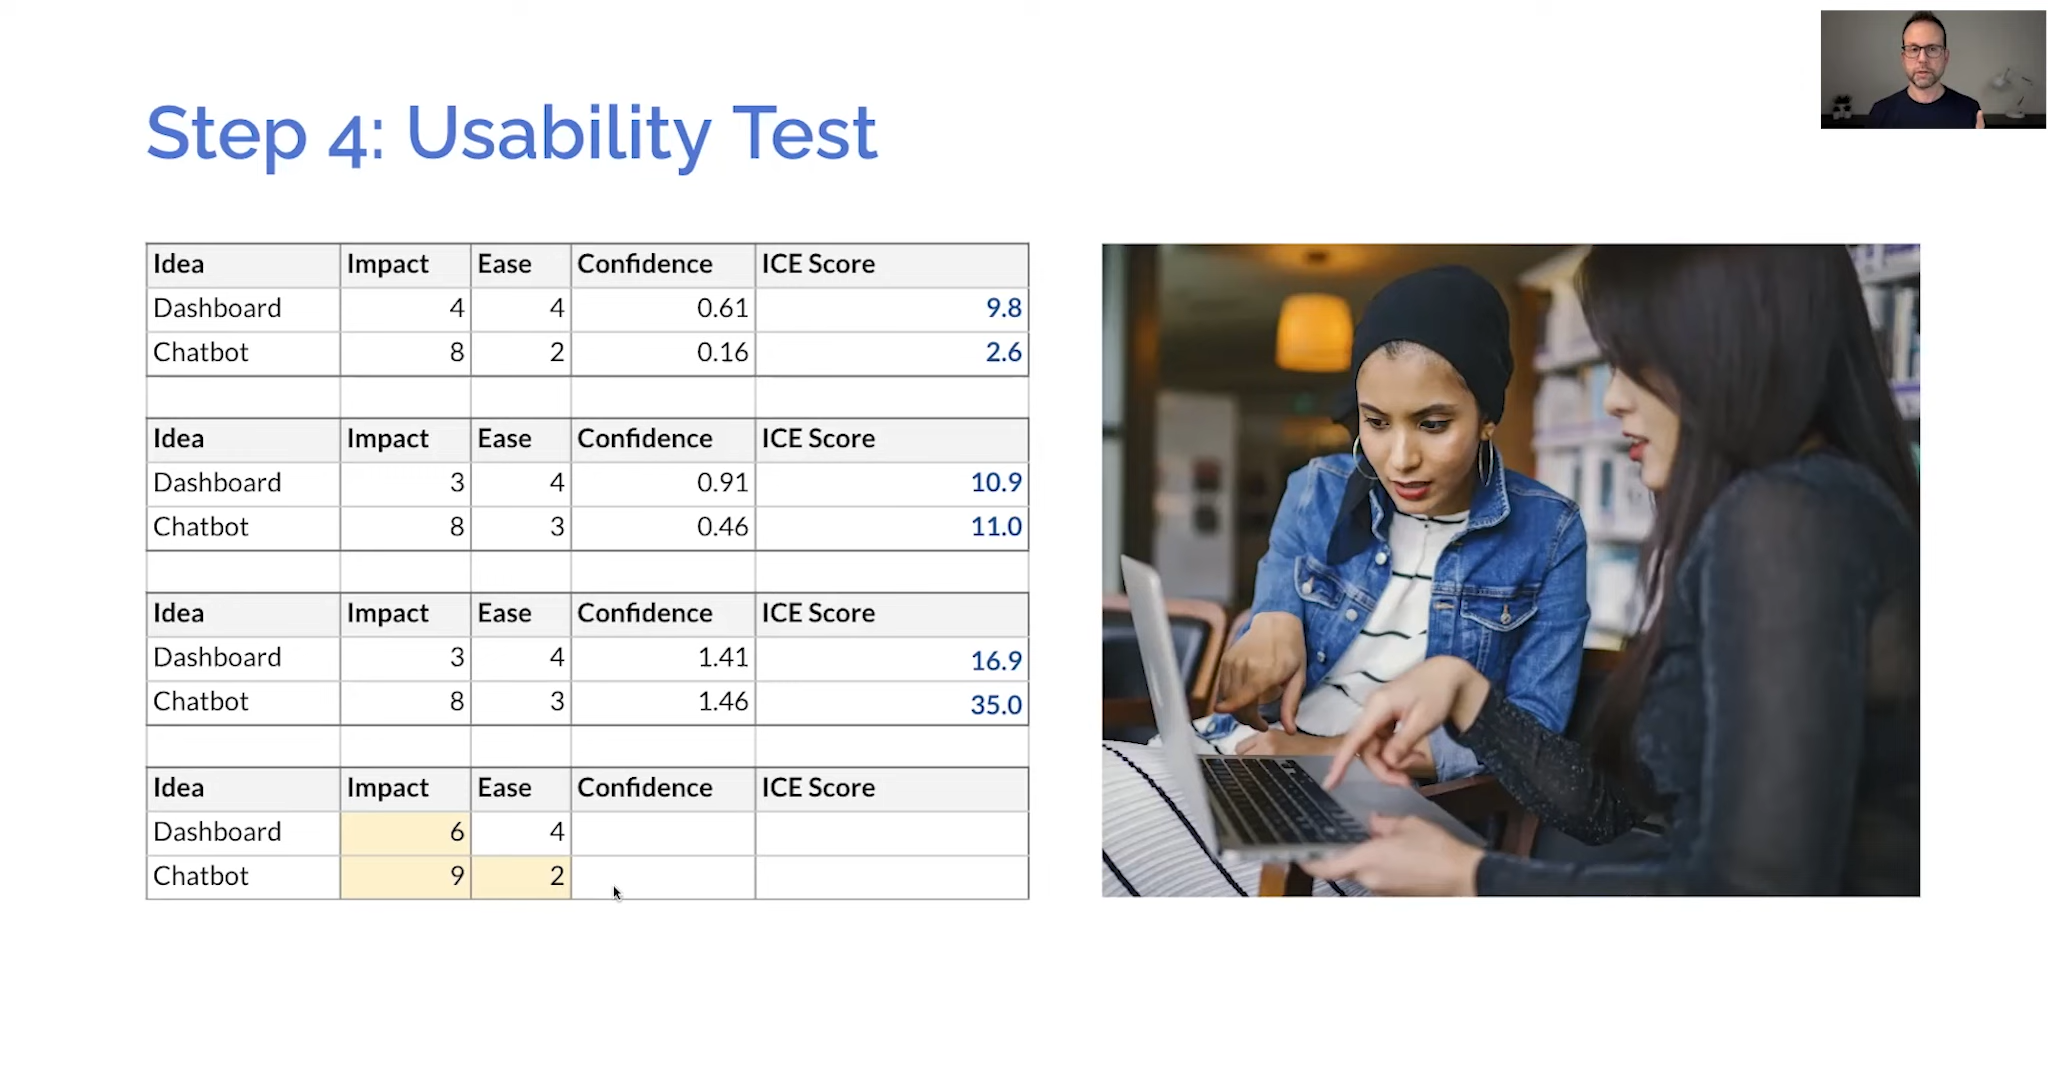 Step 4: Usability Test
Idea Impact Ease Confidence ICE Score
Dashboard 4 4 0.61 9.8
Chatbot 8 2 0.16 2.6
Idea Impact Ease Confidence ICE Score
Dashboard 3 4 0.91 10.9
Chatbot 8 3 0.46 11.0
Idea Impact Ease Confidence ICE Score
Dashboard 3 4 1.41 16.9
Chatbot 8 3 1.46 35.0
Idea Impact Ease Confidence ICE Score
Dashboard 6 4
Chatbot 9 2